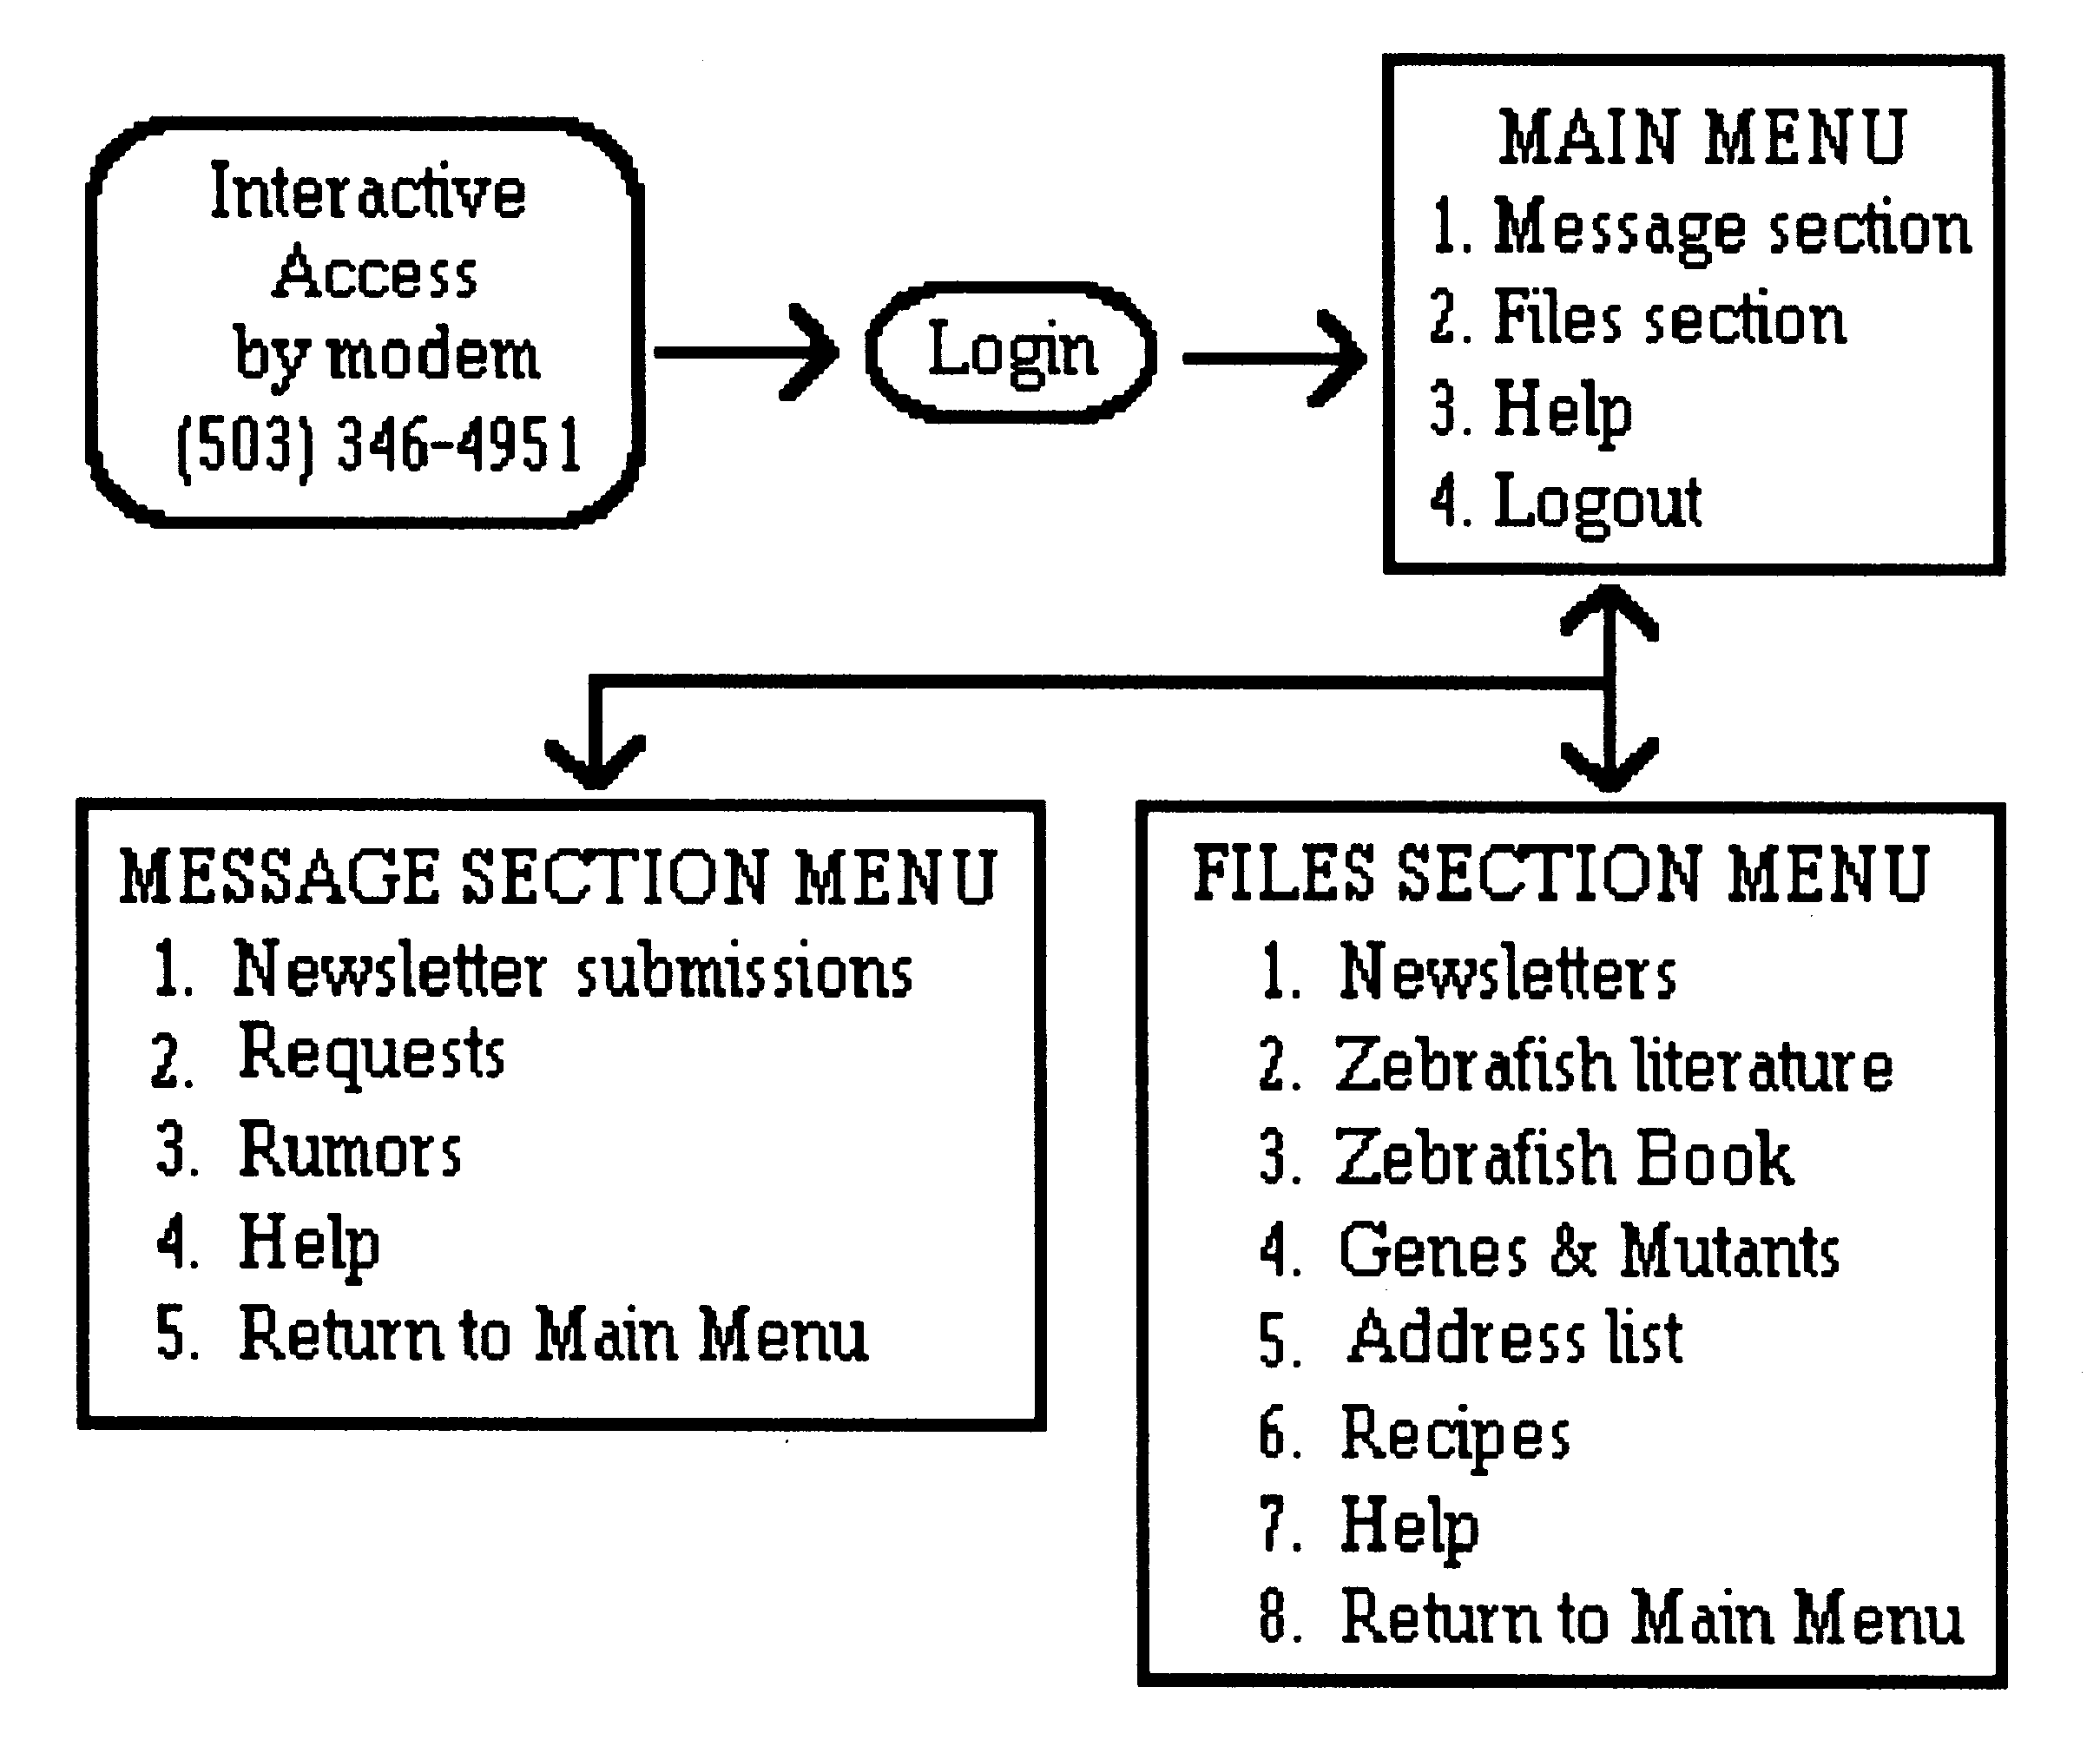 Interactive
Access
by modem
(503) 346-4951
Login
MAIN MENU
1. Message section
2. Files section
3. Help
4. Logout
MESSAGE SECTION MENU
1. Newsletter submissions
2. Requests
3. Rumors
4. Help
5. Return to Main Menu
FILES SECTION MENU
1. Newsletters
2. Zebrafish literature
3. Zebrafish Book
4. Genes & Mutants
5. Address list
6. Recipes
7. Help
8. Return to Main Menu